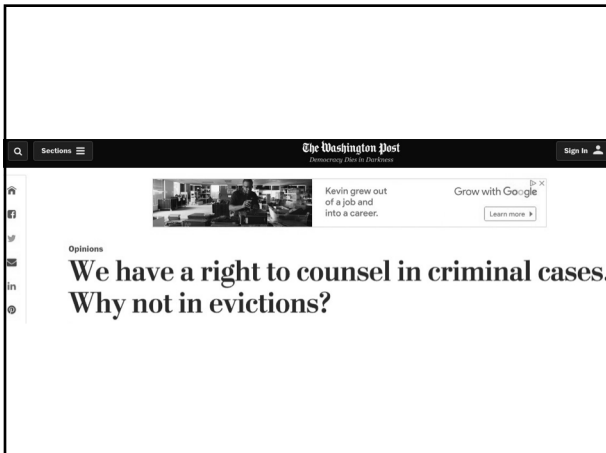 Sections
The Washington Post
Democracy Dies in Darkness
Sign In
Kevin grew out
of a job and
into a career.
Grow with Google
Learn more
Opinions
We have a right to counsel in criminal cases.
Why not in evictions?